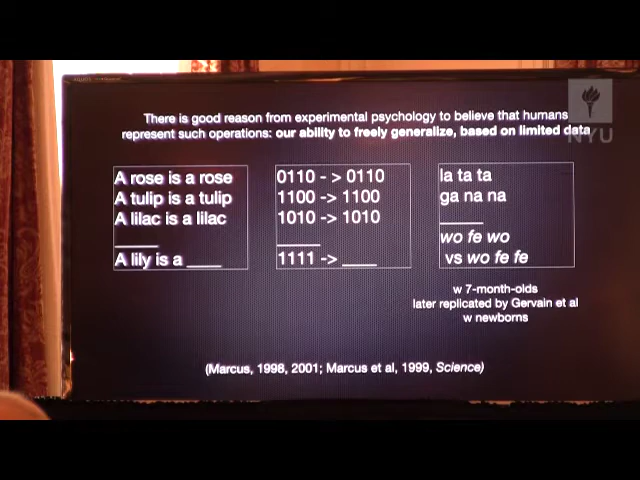 There is good reason from experimental psychology to believe that humans
represent such operations: our ability to freely generalize, based on limited data
NYU
A rose is a rose
A tulip is a tulip
A lilac is a lilac
____
A lily is a ____
0110 - > 0110
1100 -> 1100
1010 -> 1010
____
1111 -> ____
la ta ta
ga na na
____
wo fe wo
vs wo fe fe
w 7-month-olds
later replicated by Gervain et al
w newborns
(Marcus, 1998, 2001; Marcus et al, 1999, Science)